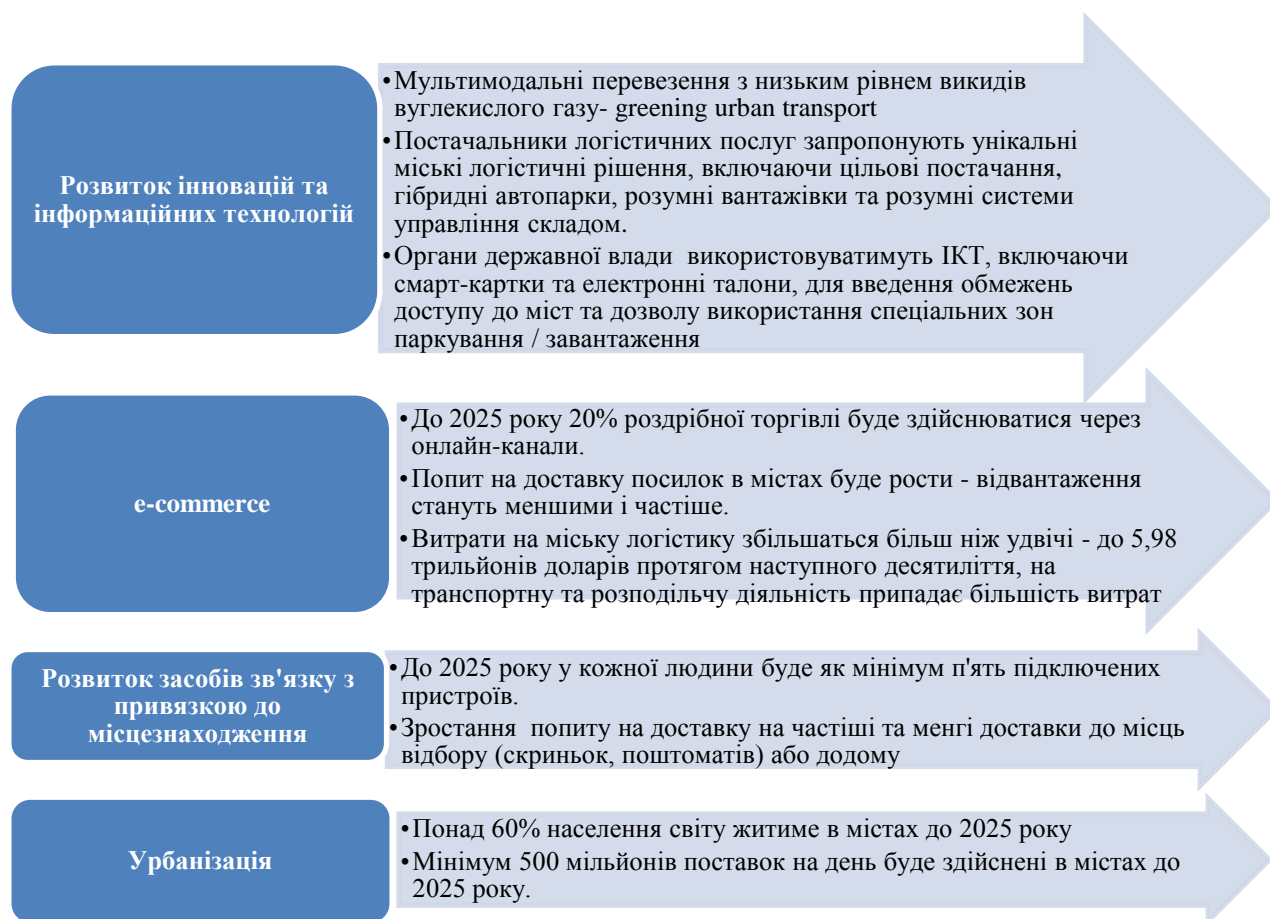 Розвиток інновацій та
інформаційних технологій
•Мультимодальні перевезення з низьким рівнем викидів
вуглекислого газу- greening urban transport
•Постачальники логістичних послуг запропонують унікальні
міські логістичні рішення, включаючи цільові постачання,
гібридні автопарки, розумні вантажівки та розумні системи
управління складом.
•Органи державної влади  використовуватимуть ІКТ, включаючи
смарт-картки та електронні талони, для введення обмежень
доступу до міст та дозволу використання спеціальних зон
паркування / завантаження
e-commerce
•До 2025 року 20% роздрібної торгівлі буде здійснюватися через
онлайн-канали.
•Попит на доставку посилок в містах буде рости - відвантаження
стануть меншими і частіше.
•Витрати на міську логістику збільшаться більш ніж удвічі - до 5,98
трильйонів доларів протягом наступного десятиліття, на
транспортну та розподільчу діяльність припадає більшість витрат
Розвиток засобів зв'язку з
привязкою до
місцезнаходження
•До 2025 року у кожної людини буде як мінімум п'ять підключених
пристроїв.
•Зростання  попиту на доставку на частіші та менгі доставки до місць
відбору (скриньок, поштоматів) або додому
Урбанізація
•Понад 60% населення світу житиме в містах до 2025 року
•Мінімум 500 мільйонів поставок на день буде здійснені в містах до
2025 року.